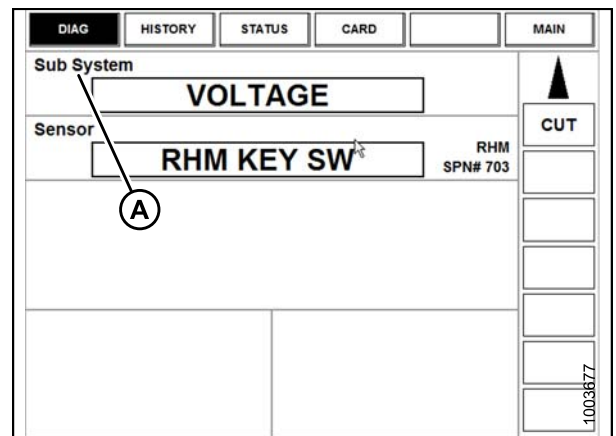 DIAG HISTORY STATUS CARD MAIN
Sub System
VOLTAGE
CUT
Sensor
RHM KEY SW
RHM
SPN# 703
A
1003677